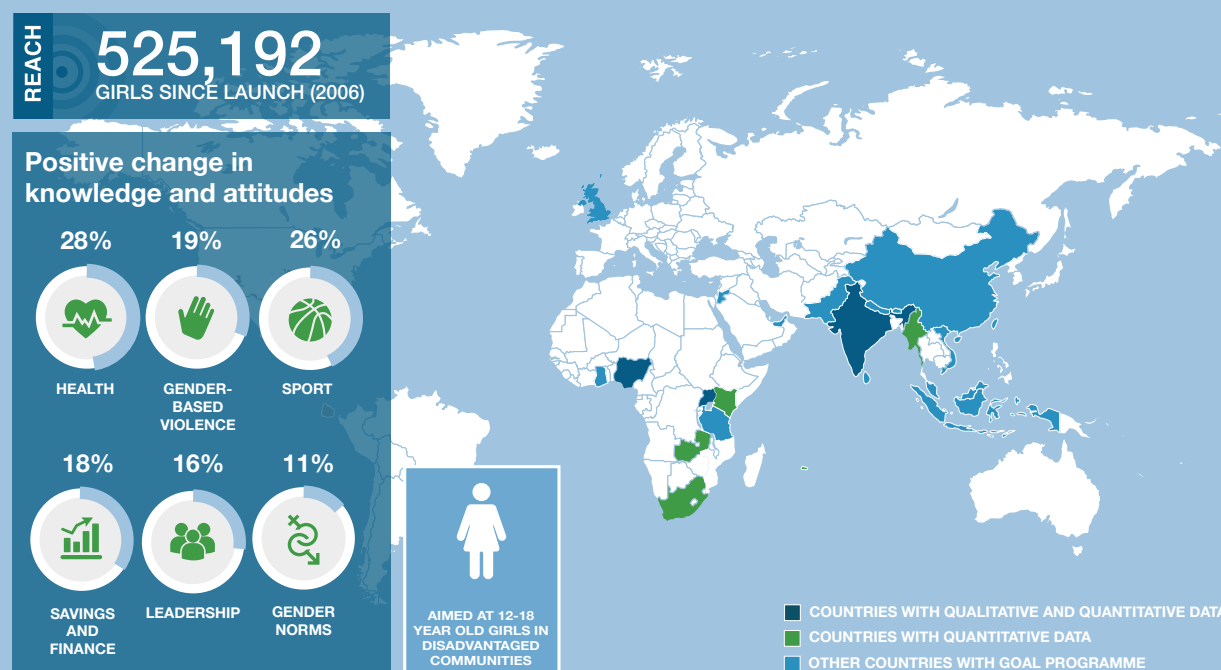 REACH
525,192
GIRLS SINCE LAUNCH (2006)
Positive change in
knowledge and attitudes
28%
19%
26%
HEALTH
GENDER-
BASED
VIOLENCE
SPORT
18%
16%
11%
SAVINGS
AND
FINANCE
LEADERSHIP
GENDER
NORMS
AIMED AT 12-18
YEAR OLD GIRLS IN
DISADVANTAGED
COMMUNITIES
COUNTRIES WITH QUALITATIVE AND QUANTITATIVE DATA
COUNTRIES WITH QUANTITATIVE DATA
OTHER COUNTRIES WITH GOAL PROGRAMME